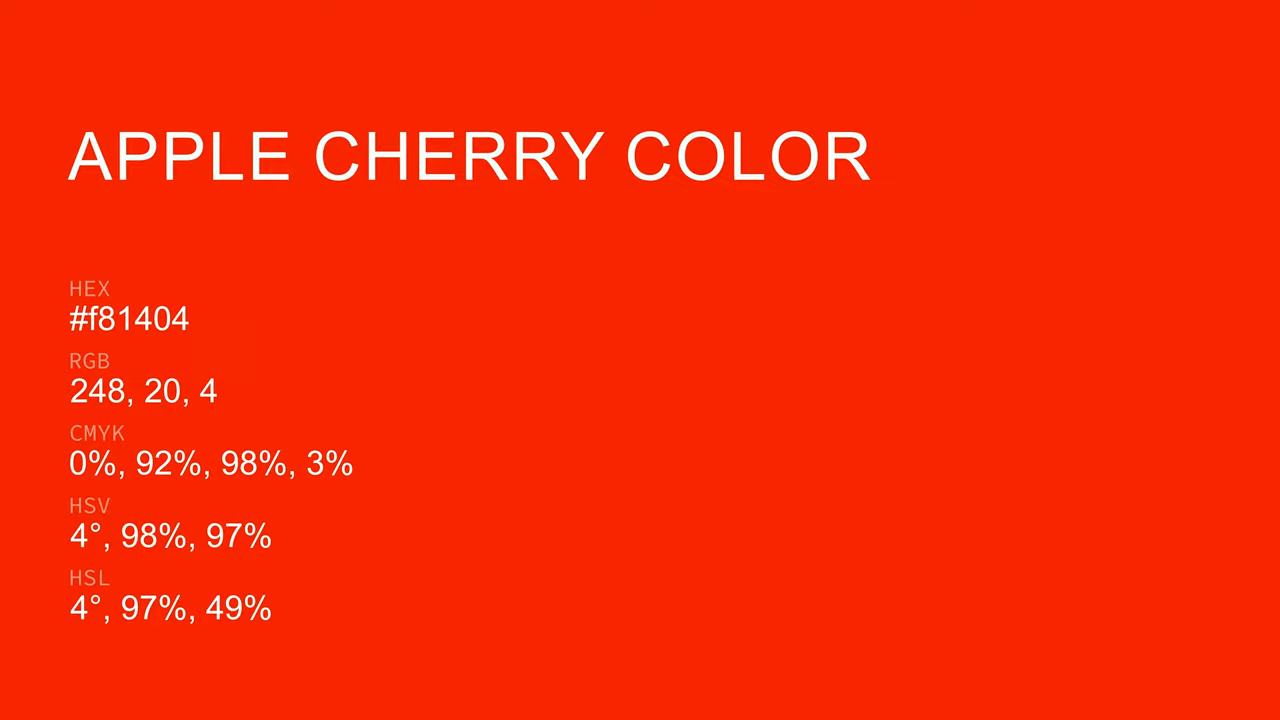 APPLE CHERRY COLOR
HEX
#f81404
RGB
248, 20, 4
CMYK
0%, 92%, 98%, 3%
HSV
4°, 98%, 97%
HSL
4°, 97%, 49%